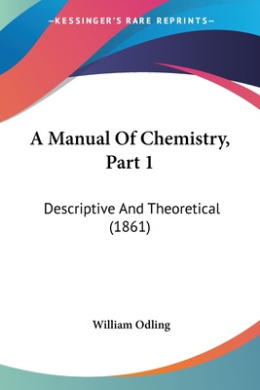 KESSINGER'S RARE REPRINTS
A Manual Of Chemistry,
Part 1
Descriptive And Theoretical
(1861)
William Odling